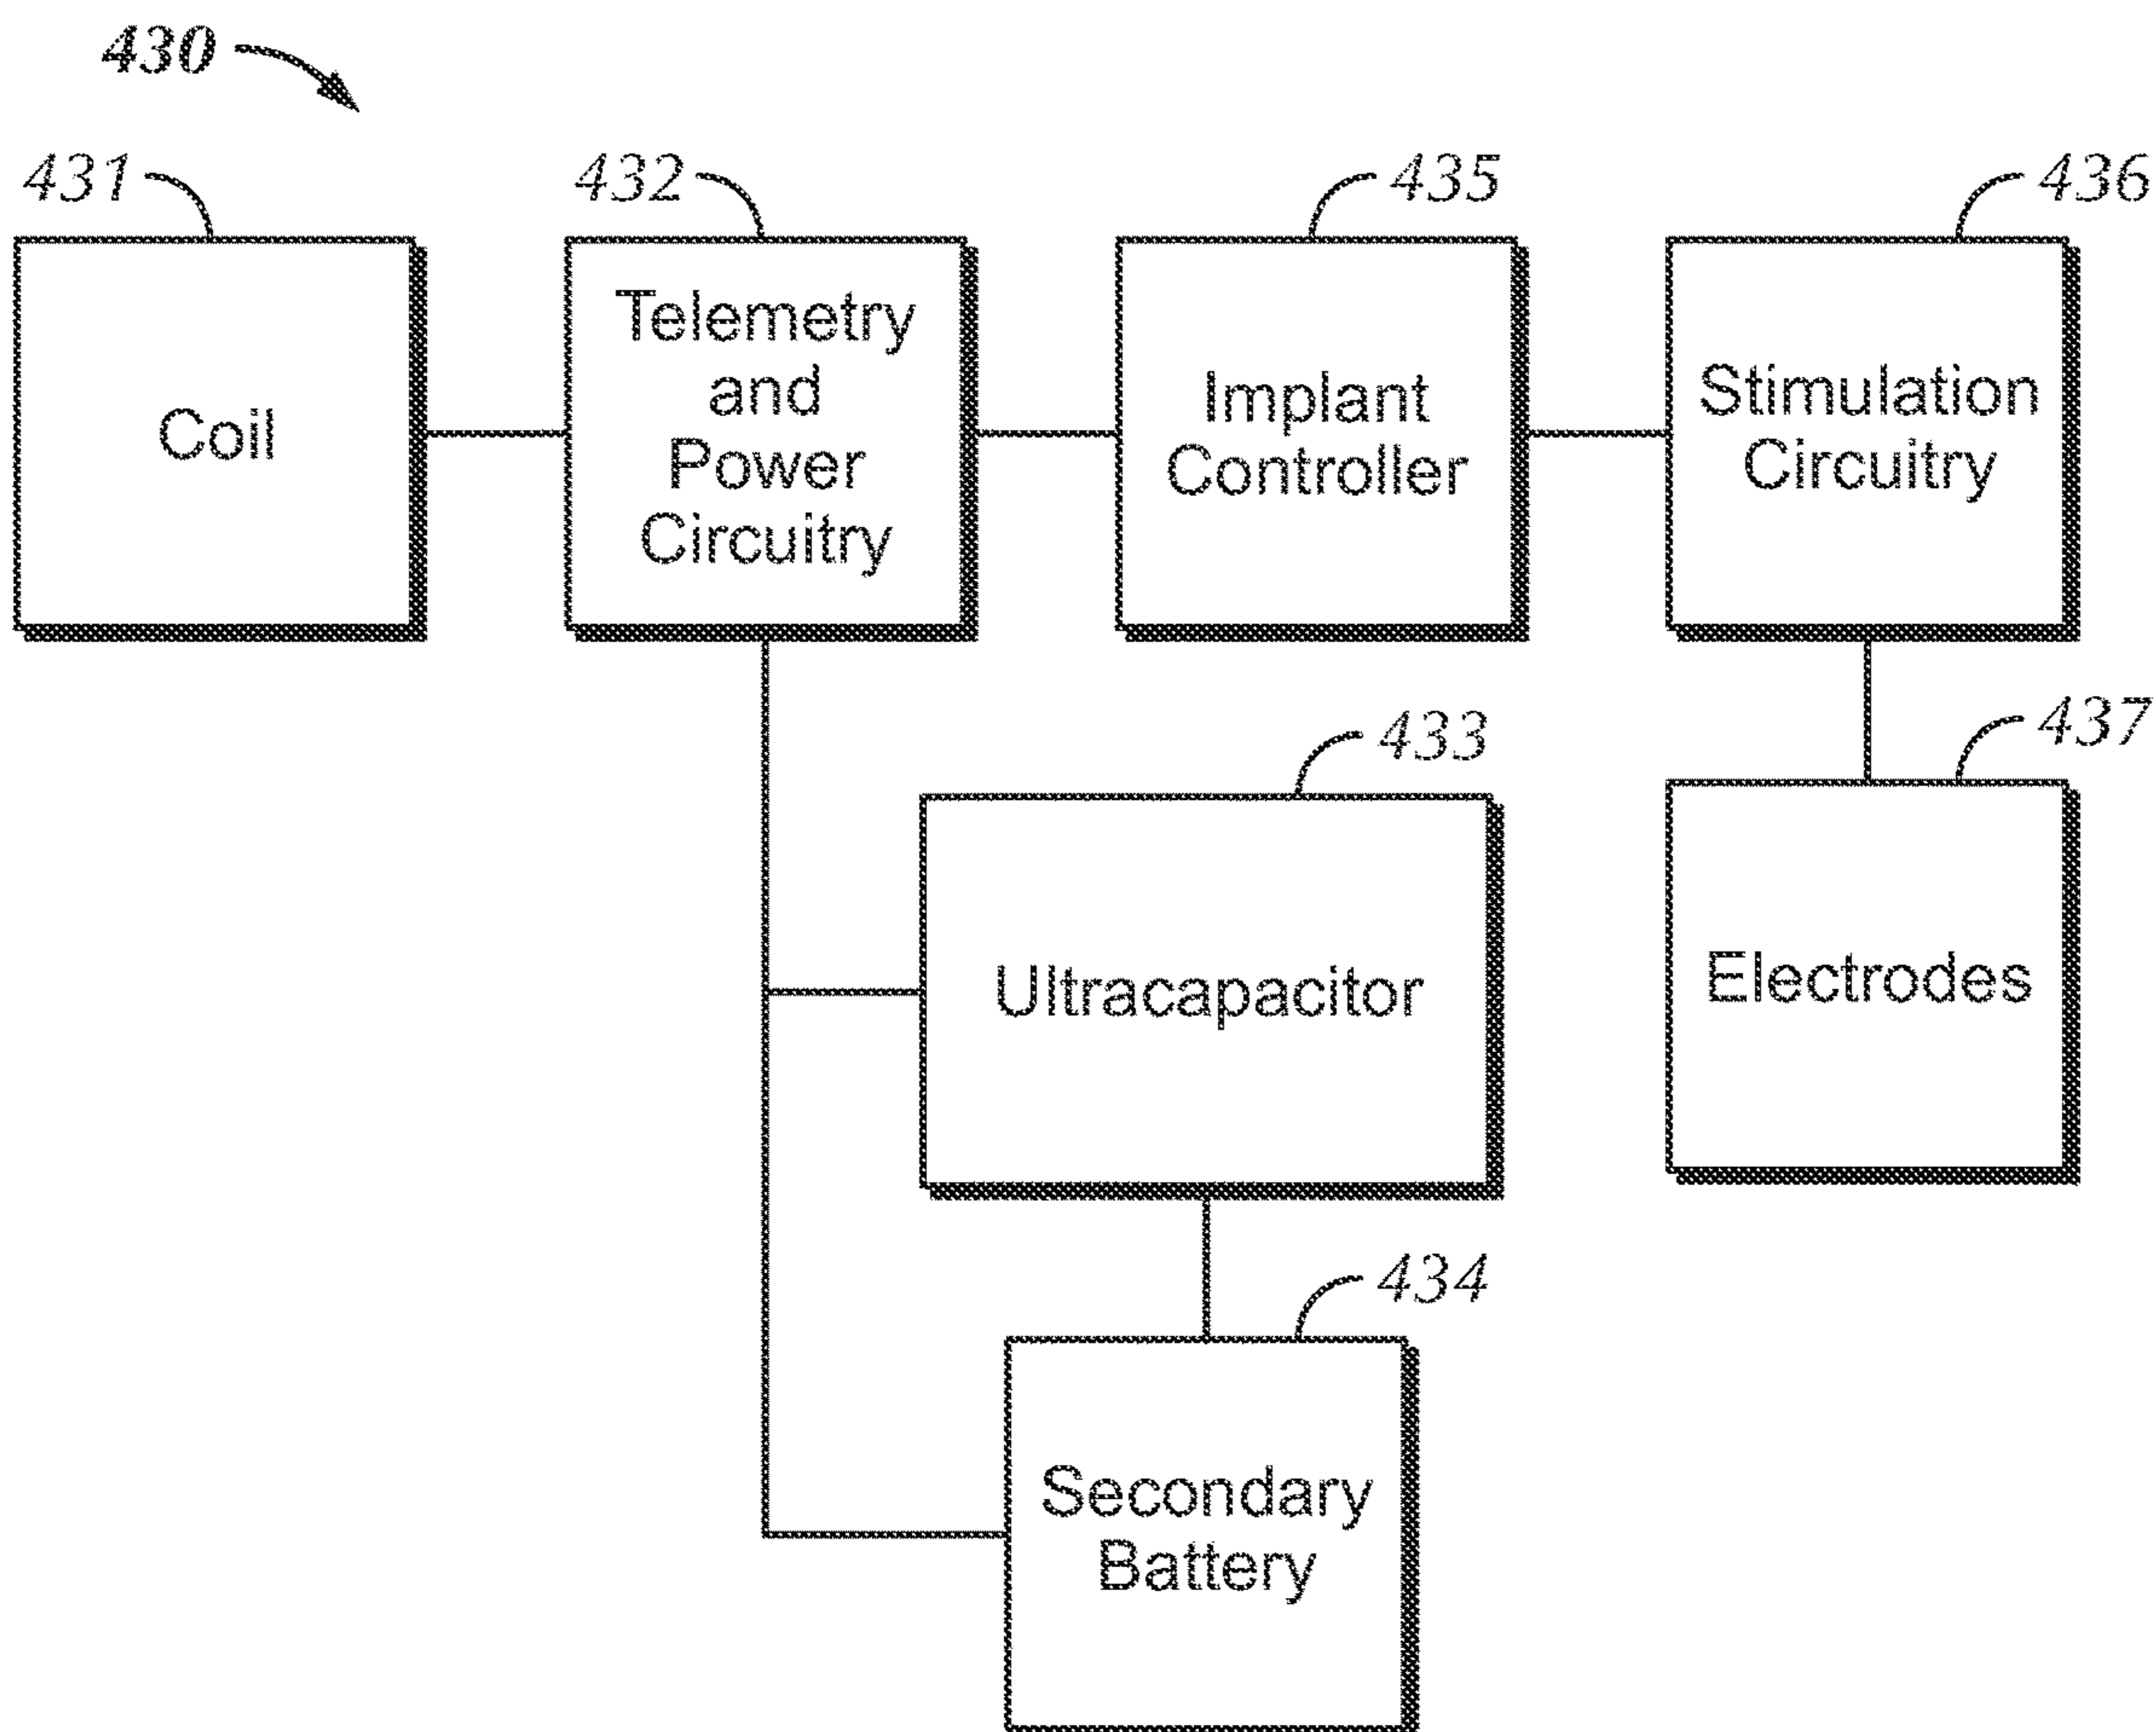 430
431
432
435
436
Coil
Telemetry
and
Power
Circuitry
Implant
Controller
Stimulation
Circuitry
433
437
Ultracapacitor
Electrodes
434
Secondary
Battery